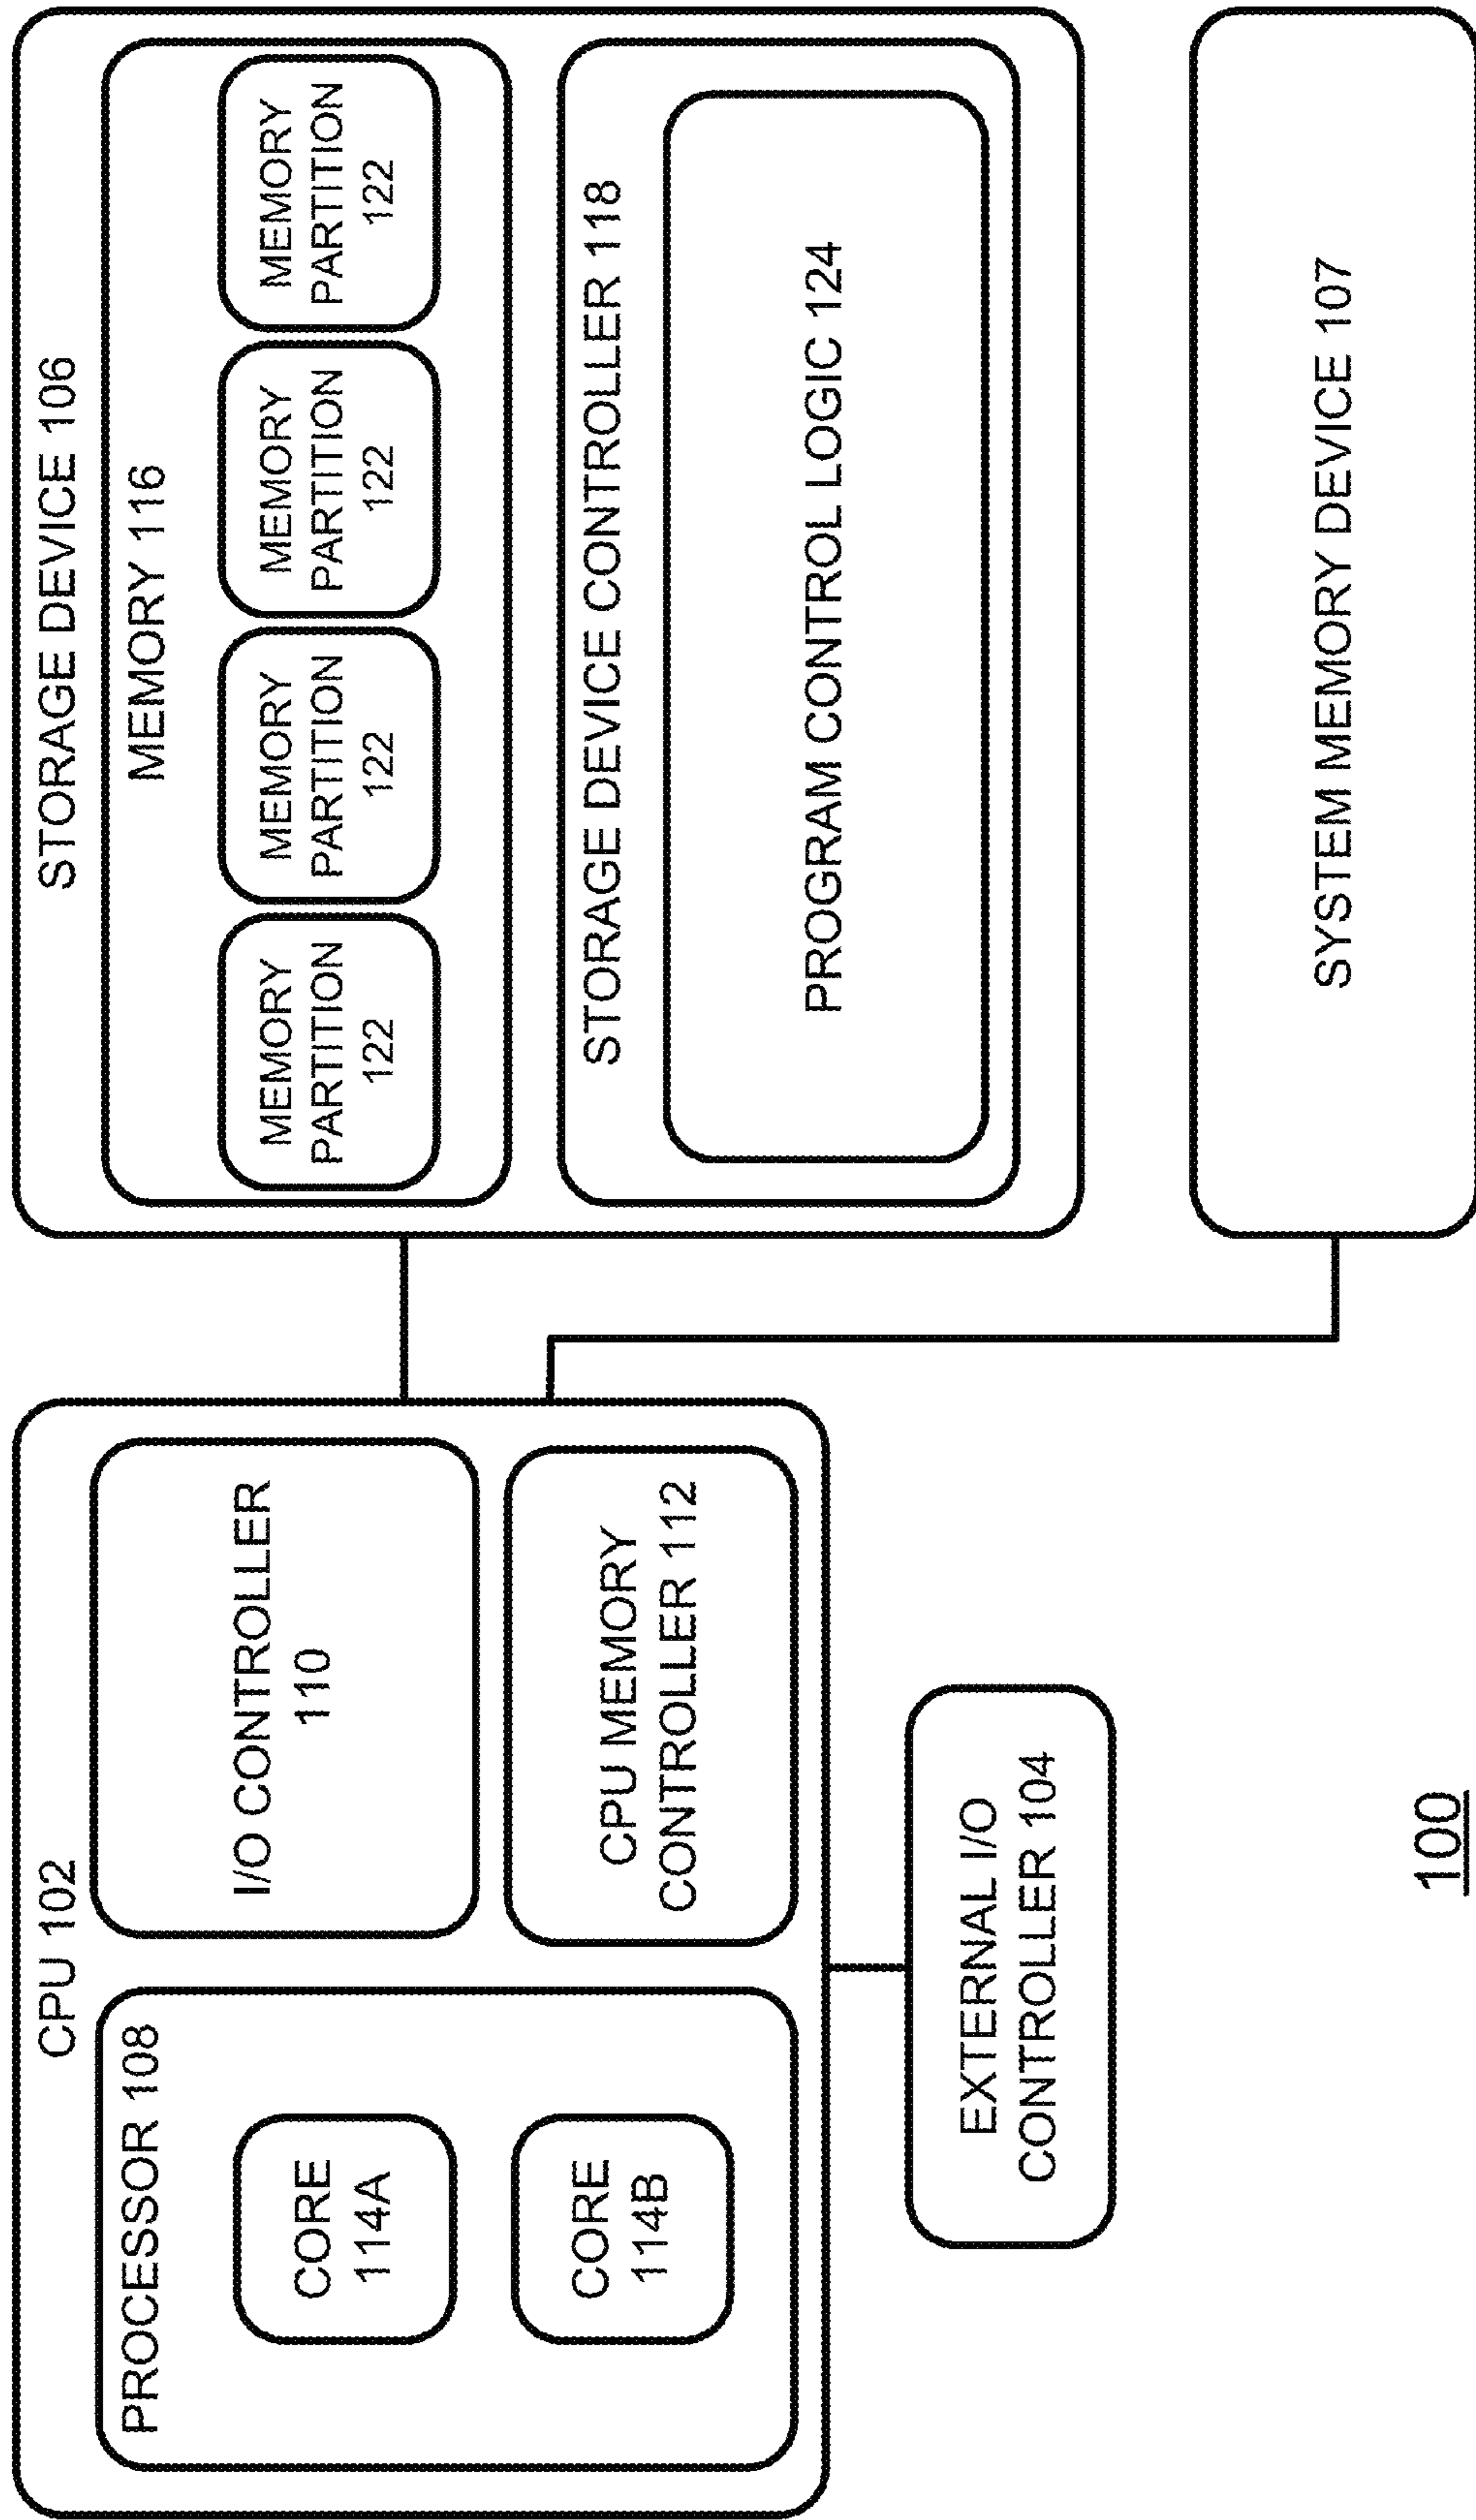 CPU 102
PROCESSOR 108
CORE
114A
CORE
114B
I/O CONTROLLER
110
CPU MEMORY
CONTROLLER 112
EXTERNAL I/O
CONTROLLER 104
STORAGE DEVICE 106
MEMORY 116
MEMORY
PARTITION
122
MEMORY
PARTITION
122
MEMORY
PARTITION
122
MEMORY
PARTITION
122
STORAGE DEVICE CONTROLLER 118
PROGRAM CONTROL LOGIC 124
SYSTEM MEMORY DEVICE 107
100